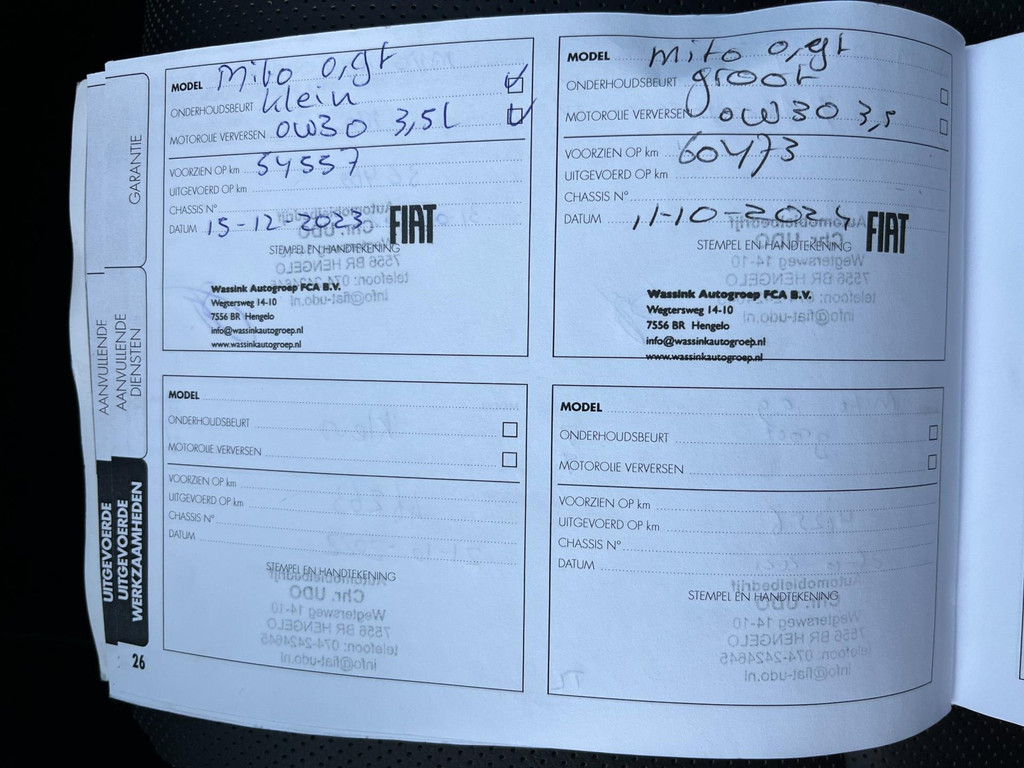 GARANTIE
AANVULLENDE
AANVULLENDE
DIENSTEN
UITGEVOERDE
UITGEVOERDE
WERKZAAMHEDEN
26
MODEL Mito 0,9t
ONDERHOUDSBEURT klein
MOTOROLIE VERVERSEN 0W30 3,5L
VOORZIEN OP km 54557
UITGEVOERD OP km
CHASSIS N°
DATUM 15-12-2023
FIAT
STEMPEL EN HANDTEKENING
Wassink Autogroep FCA B.V.
Wegtersweg 14-10
7556 BR Hengelo
info@wassinkautogroep.nl
www.wassinkautogroep.nl
MODEL Mito 0,9t
ONDERHOUDSBEURT groot
MOTOROLIE VERVERSEN 0W30 3,5
VOORZIEN OP km 60473
UITGEVOERD OP km
CHASSIS N°
DATUM 11-10-2024
FIAT
STEMPEL EN HANDTEKENING
Wassink Autogroep FCA B.V.
Wegtersweg 14-10
7556 BR Hengelo
info@wassinkautogroep.nl
www.wassinkautogroep.nl
MODEL
ONDERHOUDSBEURT
MOTOROLIE VERVERSEN
VOORZIEN OP km
UITGEVOERD OP km
CHASSIS N°
DATUM
STEMPEL EN HANDTEKENING
MODEL
ONDERHOUDSBEURT
MOTOROLIE VERVERSEN
VOORZIEN OP km
UITGEVOERD OP km
CHASSIS N°
DATUM
STEMPEL EN HANDTEKENING